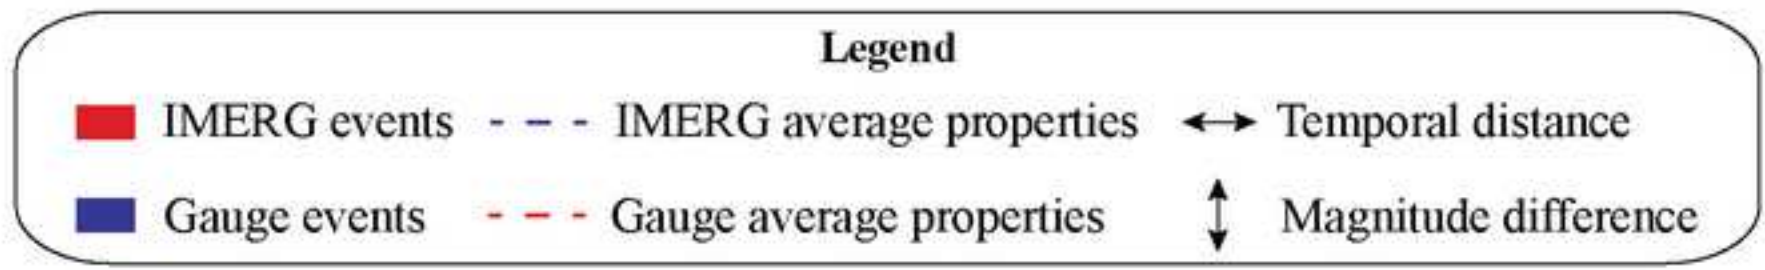 Legend
IMERG events IMERG average properties Temporal distance
Gauge events Gauge average properties Magnitude difference